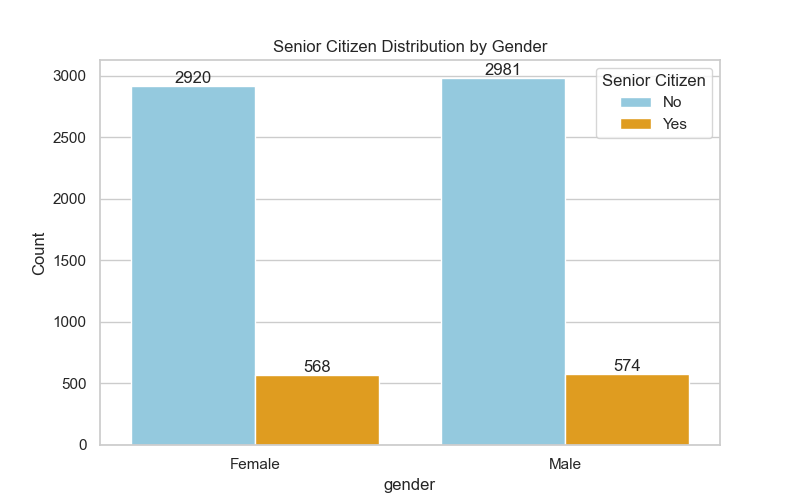 Senior Citizen Distribution by Gender
3000
2500
2000
1500
1000
500
0
Count
2920
568
2981
574
Senior Citizen
No
Yes
Female
Male
gender